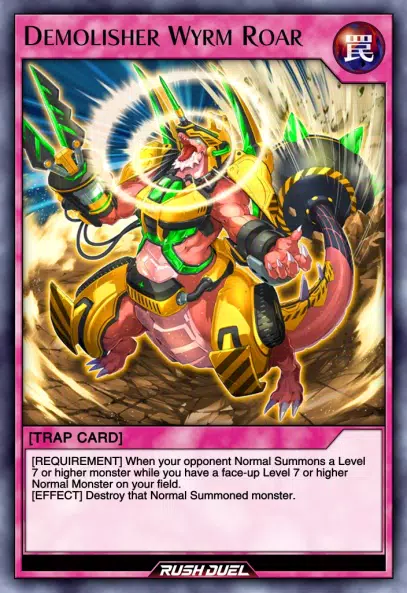 Demolisher Wyrm Roar
罠
[TRAP CARD]
[REQUIREMENT] When your opponent Normal Summons a Level
7 or higher monster while you have a face-up Level 7 or higher
Normal Monster on your field.
[EFFECT] Destroy that Normal Summoned monster.
RUSH DUEL